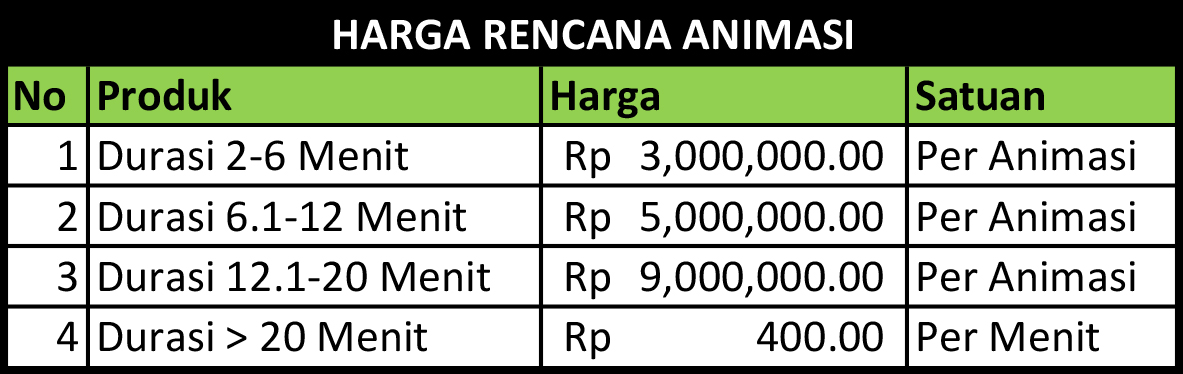 HARGA RENCANA ANIMASI
No Produk Harga Satuan
1 Durasi 2-6 Menit Rp 3,000,000.00 Per Animasi
2 Durasi 6.1-12 Menit Rp 5,000,000.00 Per Animasi
3 Durasi 12.1-20 Menit Rp 9,000,000.00 Per Animasi
4 Durasi > 20 Menit Rp 400.00 Per Menit